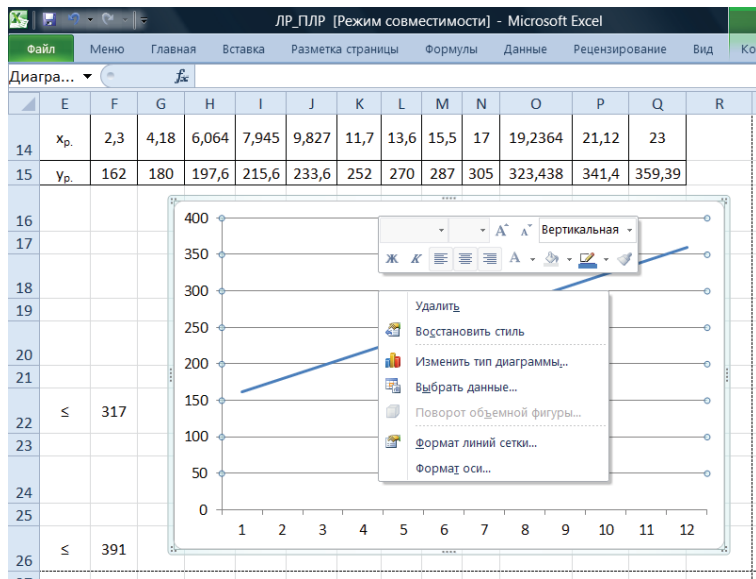 ЛР_ПЛР [Режим совместимости] - Microsoft Excel
Файл Меню Главная Вставка Разметка страницы Формулы Данные Рецензирование Вид Ко
Диагра... fx
E F G H I J K L M N O P Q R
14 xр. 2,3 4,18 6,064 7,945 9,827 11,7 13,6 15,5 17 19,2364 21,12 23
15 yр. 162 180 197,6 215,6 233,6 252 270 287 305 323,438 341,4 359,39
16
17
18
19
20
21
22 ≤ 317
23
24
25
26 ≤ 391
400
350
300
250
200
150
100
50
0
1 2 3 4 5 6 7 8 9 10 11 12
A A Вертикальная
Ж К A
Удалить
Восстановить стиль
Изменить тип диаграммы...
Выбрать данные...
Поворот объемной фигуры...
Формат линий сетки...
Формат оси...